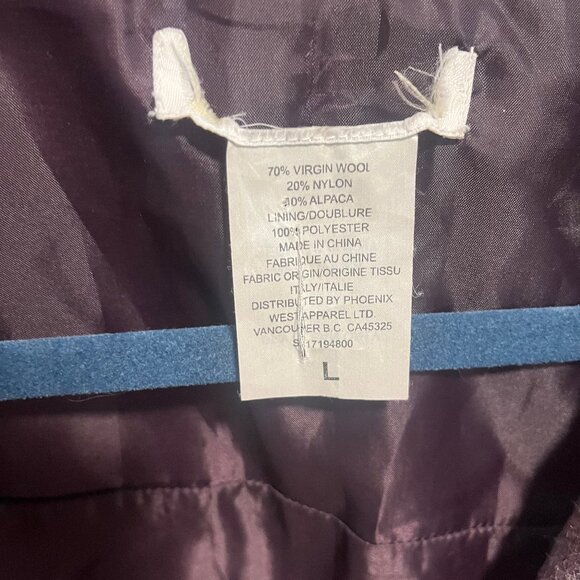 70% VIRGIN WOOL
20% NYLON
10% ALPACA
LINING/DOUBLURE
100% POLYESTER
MADE IN CHINA
FABRIQUE AU CHINE
FABRIC ORIGIN/ORIGINE TISSU
ITALY/ITALIE
DISTRIBUTED BY PHOENIX
WEST APPAREL LTD.
VANCOUVER B.C. CA45325
17194800
L